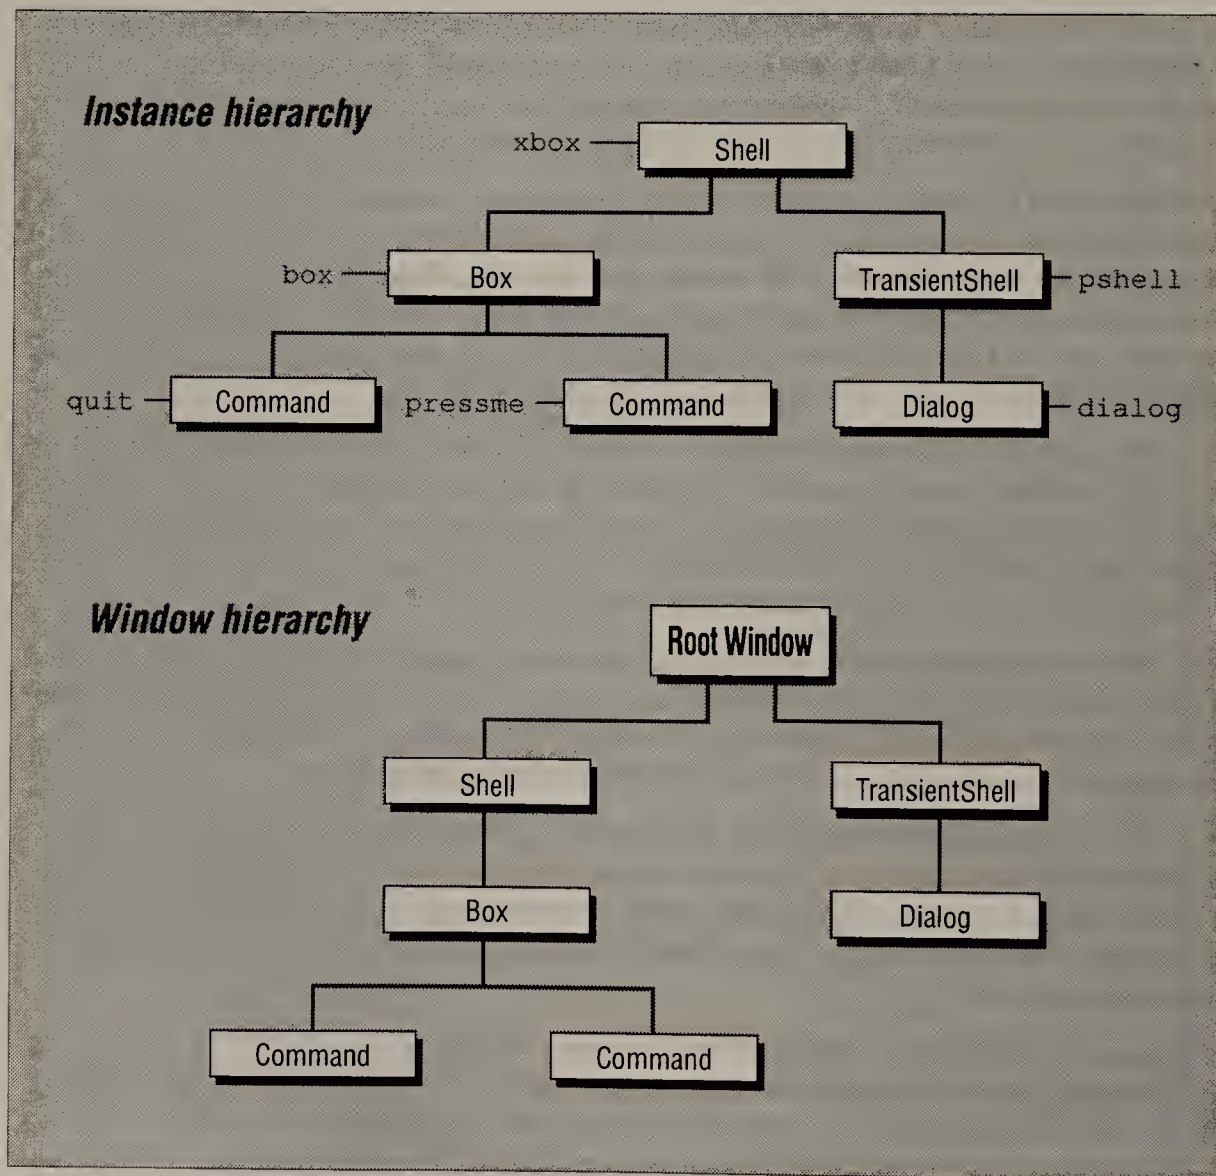 Instance hierarchy
xbox
Shell
box
Box
TransientShell
pshell
quit
Command
pressme
Command
Dialog
dialog
Window hierarchy
Root Window
Shell
TransientShell
Box
Dialog
Command
Command